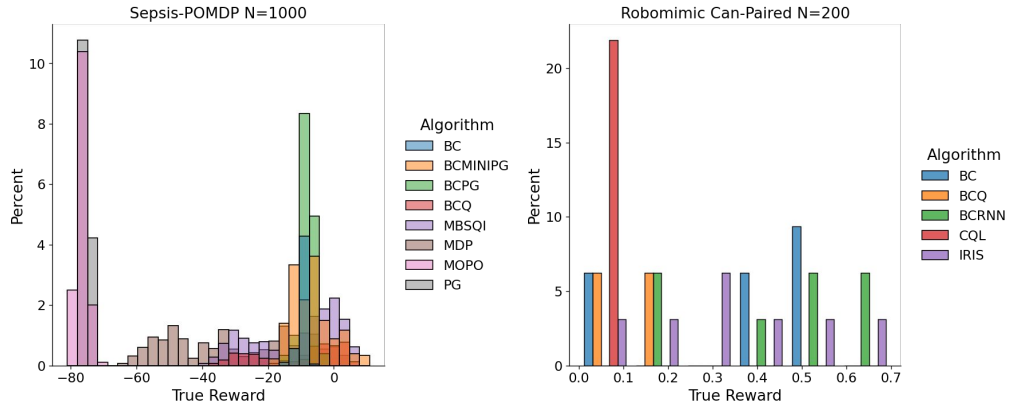 Sepsis-POMDP N=1000
Percent
10
8
6
4
2
0
−80
−60
−40
−20
0
True Reward
Algorithm
BC
BCMINIPG
BCPG
BCQ
MBSQI
MDP
MOPO
PG
Robomimic Can-Paired N=200
Percent
20
15
10
5
0
0.0
0.1
0.2
0.3
0.4
0.5
0.6
0.7
True Reward
Algorithm
BC
BCQ
BCRNN
CQL
IRIS